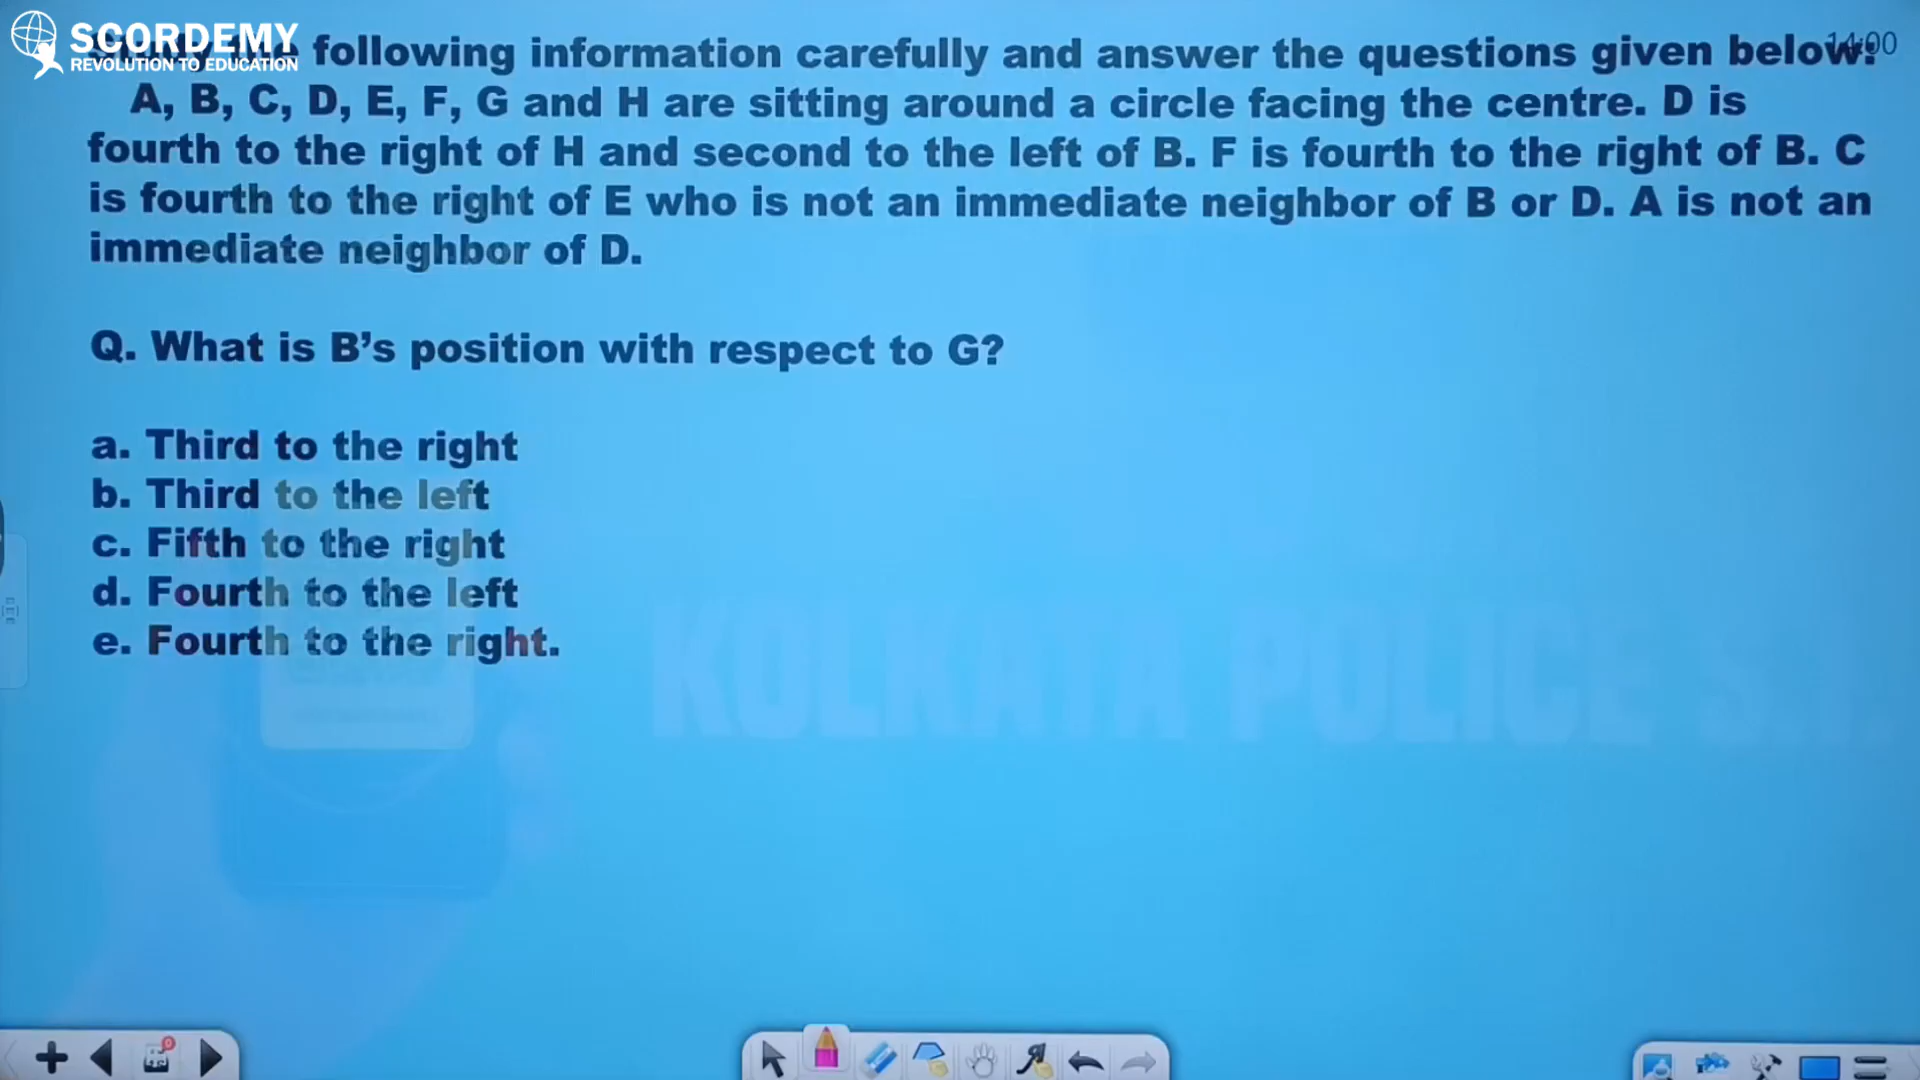 SCORDEMY
REVOLUTION TO EDUCATION
14:00
following information carefully and answer the questions given below:
A, B, C, D, E, F, G and H are sitting around a circle facing the centre. D is
fourth to the right of H and second to the left of B. F is fourth to the right of B. C
is fourth to the right of E who is not an immediate neighbor of B or D. A is not an
immediate neighbor of D.
Q. What is B’s position with respect to G?
a. Third to the right
b. Third to the left
c. Fifth to the right
d. Fourth to the left
e. Fourth to the right.
KOLKATA POLICE S.I.